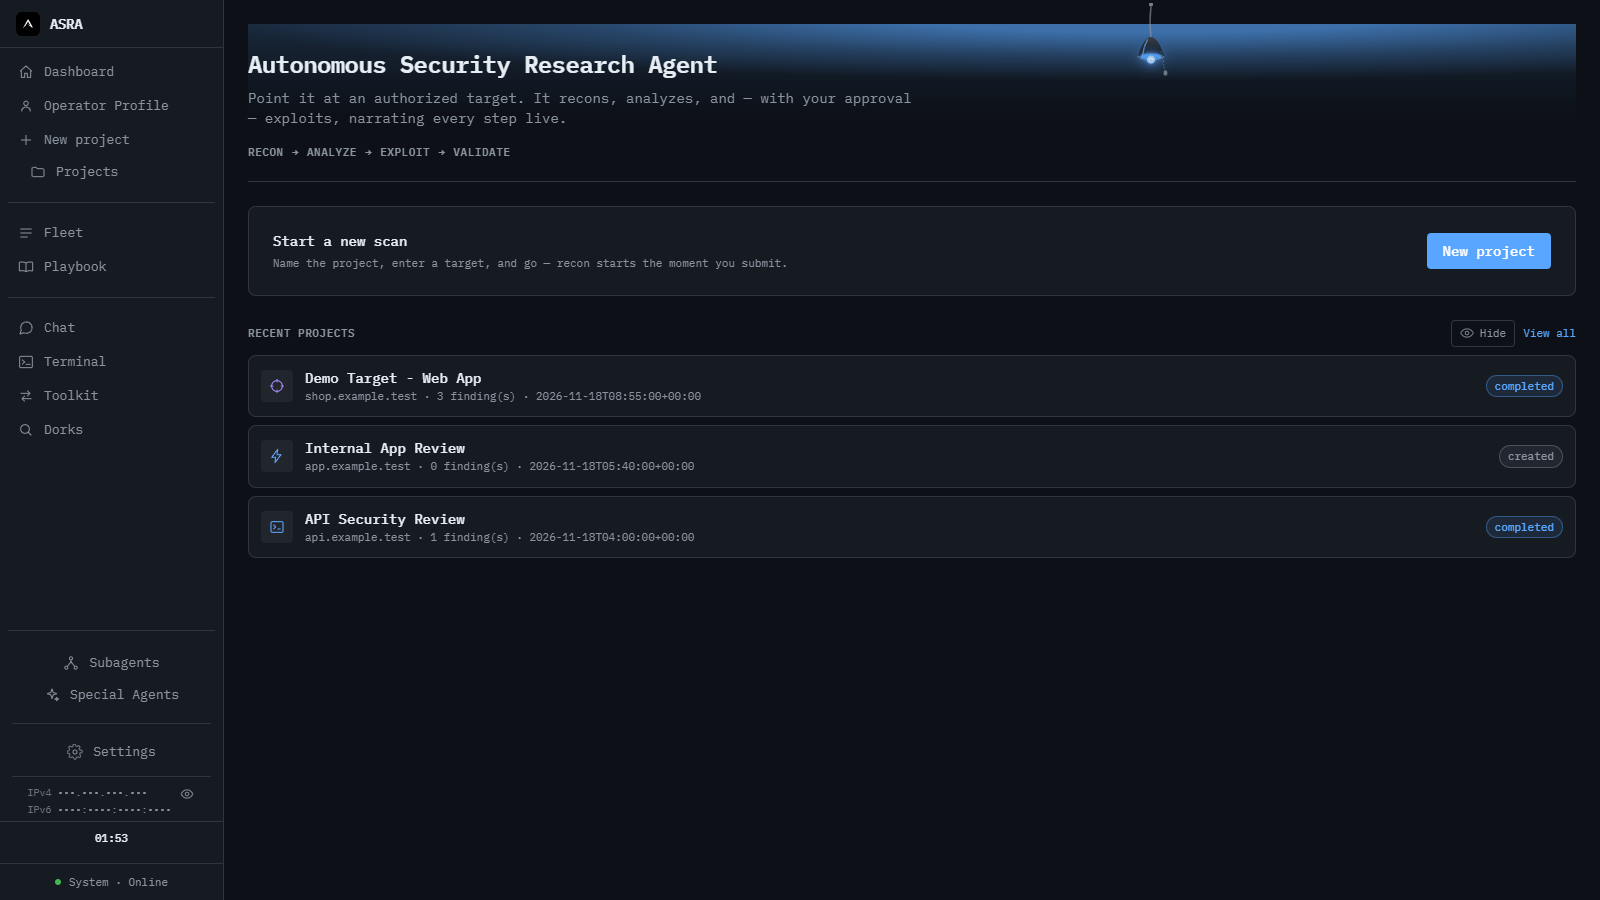 ASRA
Dashboard
Operator Profile
New project
Projects
Fleet
Playbook
Chat
Terminal
Toolkit
Dorks
Subagents
Special Agents
Settings
IPv4 •••.•••.•••.•••
IPv6 ••••:••••:••••:••••
01:53
System · Online
Autonomous Security Research Agent
Point it at an authorized target. It recons, analyzes, and — with your approval
— exploits, narrating every step live.
RECON → ANALYZE → EXPLOIT → VALIDATE
Start a new scan
Name the project, enter a target, and go — recon starts the moment you submit.
New project
RECENT PROJECTS
Hide View all
Demo Target - Web App
shop.example.test · 3 finding(s) · 2026-11-18T08:55:00+00:00
completed
Internal App Review
app.example.test · 0 finding(s) · 2026-11-18T05:40:00+00:00
created
API Security Review
api.example.test · 1 finding(s) · 2026-11-18T04:00:00+00:00
completed